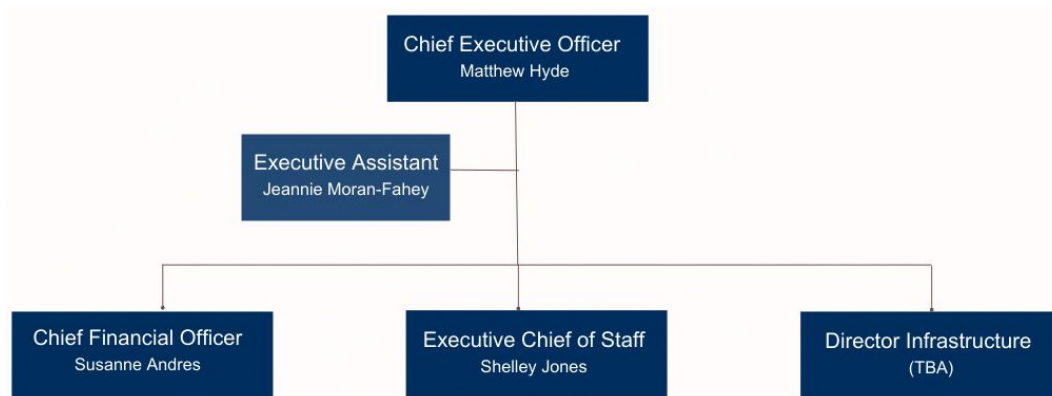 Chief Executive Officer
Matthew Hyde
Executive Assistant
Jeannie Moran-Fahey
Chief Financial Officer
Susanne Andres
Executive Chief of Staff
Shelley Jones
Director Infrastructure
(TBA)